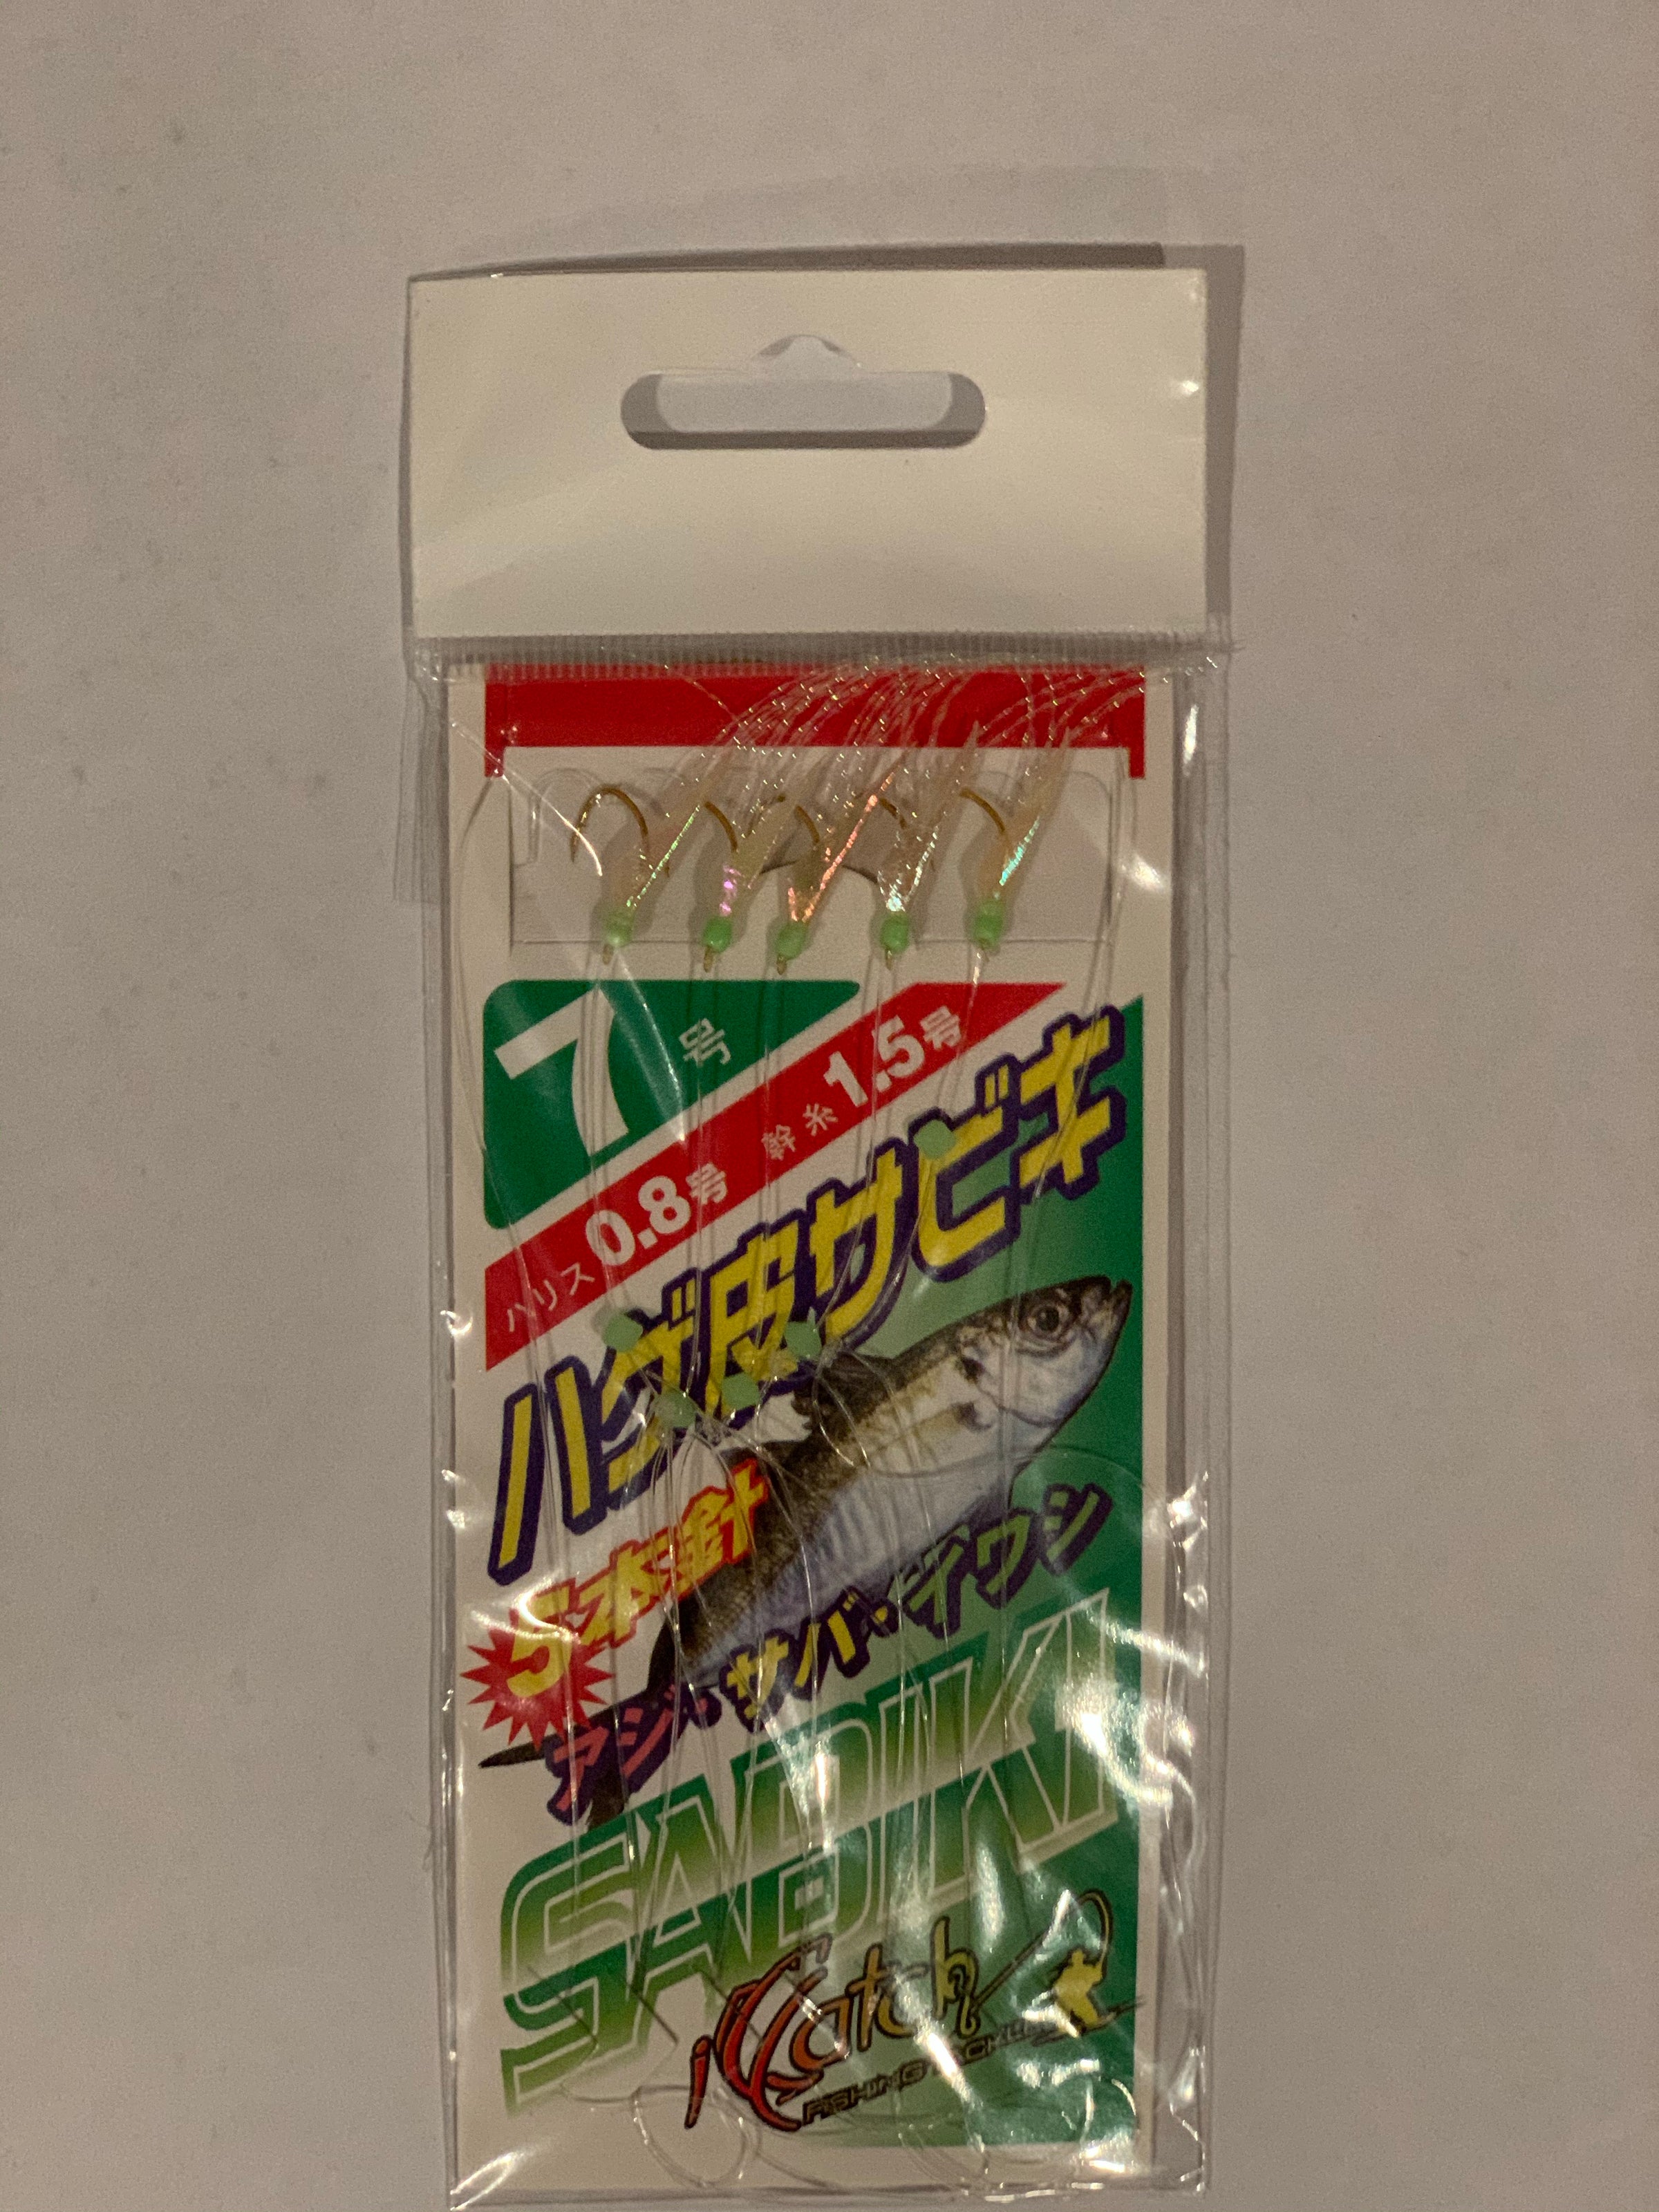 7号
ハリス0.8号 幹糸1.5号
ハゲ皮サビキ
5本針
アジ・サバ・イワシ
SABIKI
iCatch
FISHING TACKLE